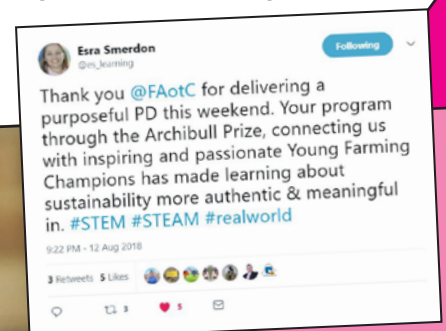 Esra Smerdon
@es_learning
Following
Thank you @FAotC for delivering a
purposeful PD this weekend. Your program
through the Archibull Prize, connecting us
with inspiring and passionate Young Farming
Champions has made learning about
sustainability more authentic & meaningful
in. #STEM #STEAM #realworld
9:22 PM - 12 Aug 2018
3 Retweets 5 Likes
3 5